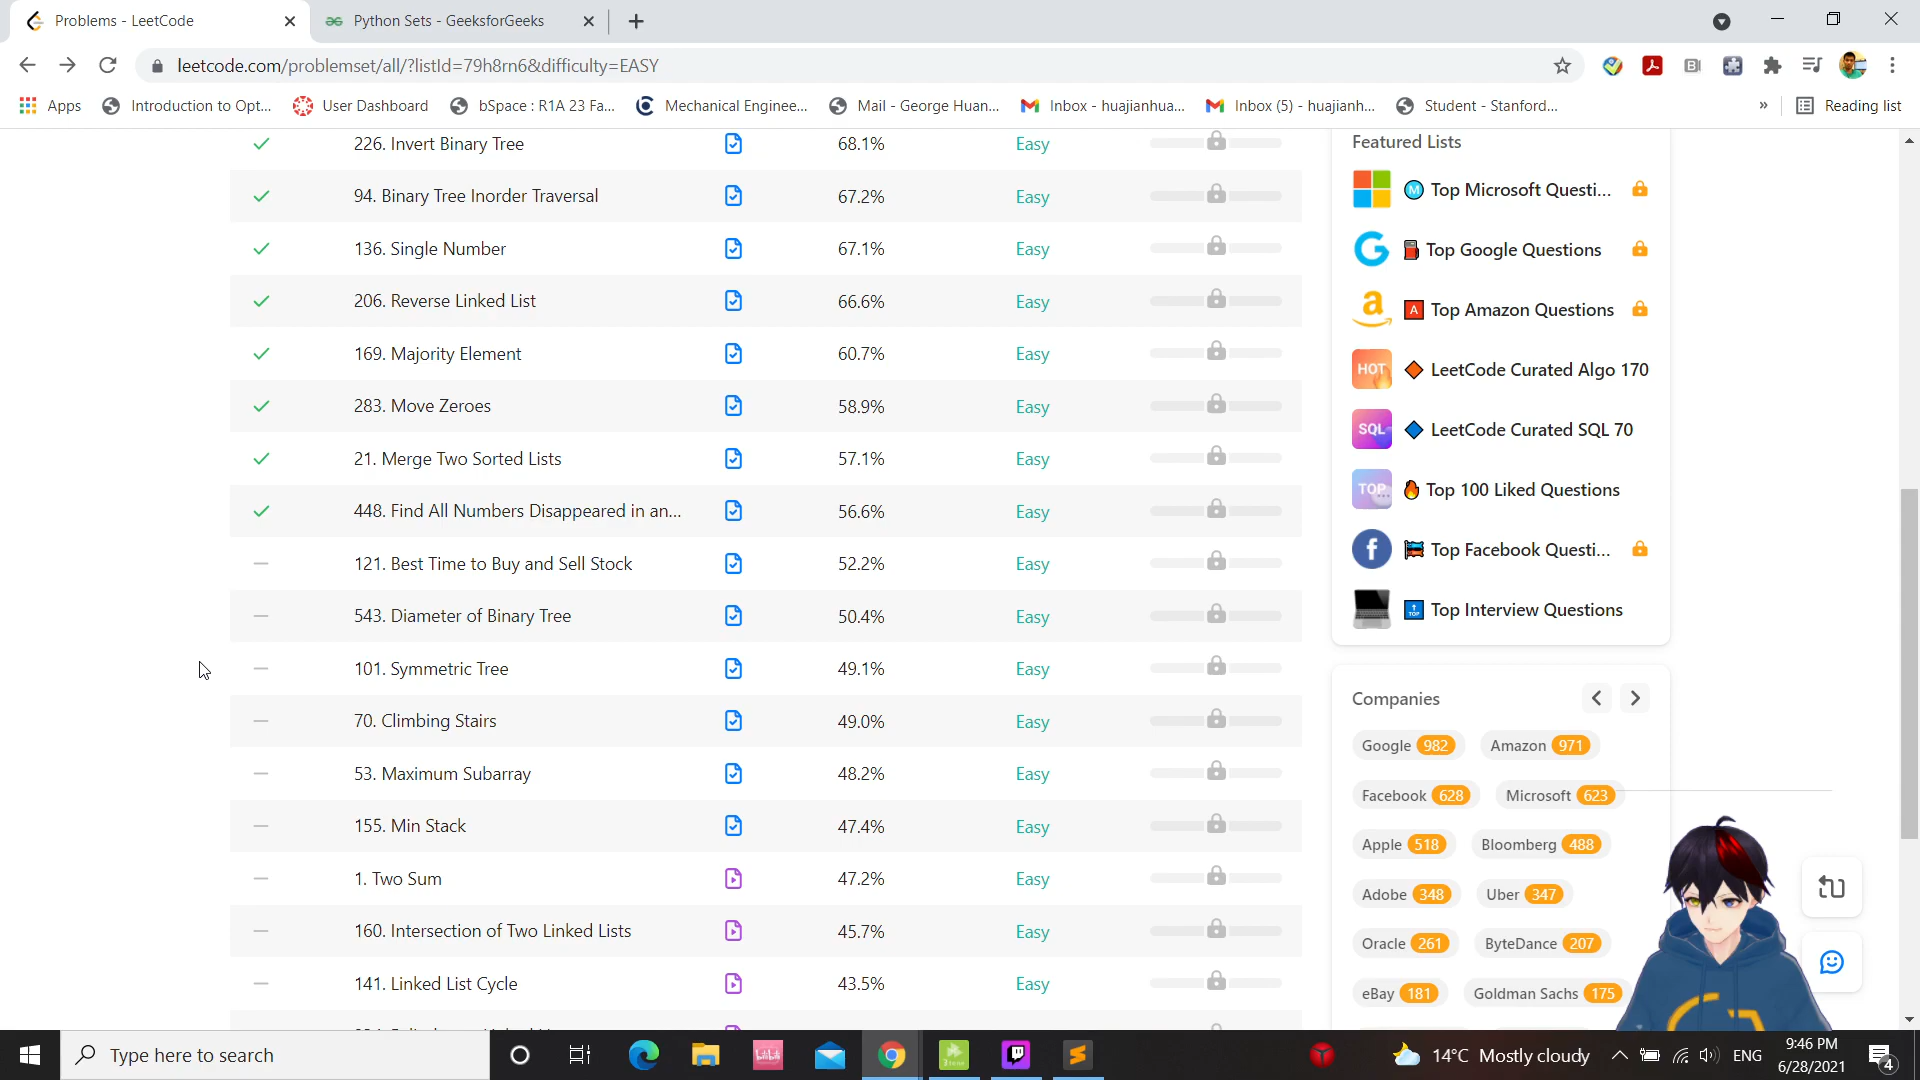 Problems - LeetCode
Python Sets - GeeksforGeeks
leetcode.com/problemset/all/?listId=79h8rn6&difficulty=EASY
Apps Introduction to Opt... User Dashboard bSpace : R1A 23 Fa... Mechanical Enginee... Mail - George Huan... Inbox - huajianhua... Inbox (5) - huajianh... Student - Stanford... » Reading list
226. Invert Binary Tree 68.1% Easy
94. Binary Tree Inorder Traversal 67.2% Easy
136. Single Number 67.1% Easy
206. Reverse Linked List 66.6% Easy
169. Majority Element 60.7% Easy
283. Move Zeroes 58.9% Easy
21. Merge Two Sorted Lists 57.1% Easy
448. Find All Numbers Disappeared in an... 56.6% Easy
121. Best Time to Buy and Sell Stock 52.2% Easy
543. Diameter of Binary Tree 50.4% Easy
101. Symmetric Tree 49.1% Easy
70. Climbing Stairs 49.0% Easy
53. Maximum Subarray 48.2% Easy
155. Min Stack 47.4% Easy
1. Two Sum 47.2% Easy
160. Intersection of Two Linked Lists 45.7% Easy
141. Linked List Cycle 43.5% Easy
Featured Lists
M Top Microsoft Questi...
Top Google Questions
A Top Amazon Questions
HOT LeetCode Curated Algo 170
SQL LeetCode Curated SQL 70
TOP Top 100 Liked Questions
Top Facebook Questi...
TOP Top Interview Questions
Companies
Google 982 Amazon 971
Facebook 628 Microsoft 623
Apple 518 Bloomberg 488
Adobe 348 Uber 347
Oracle 261 ByteDance 207
eBay 181 Goldman Sachs 175
Type here to search
14°C Mostly cloudy
ENG
9:46 PM
6/28/2021
4